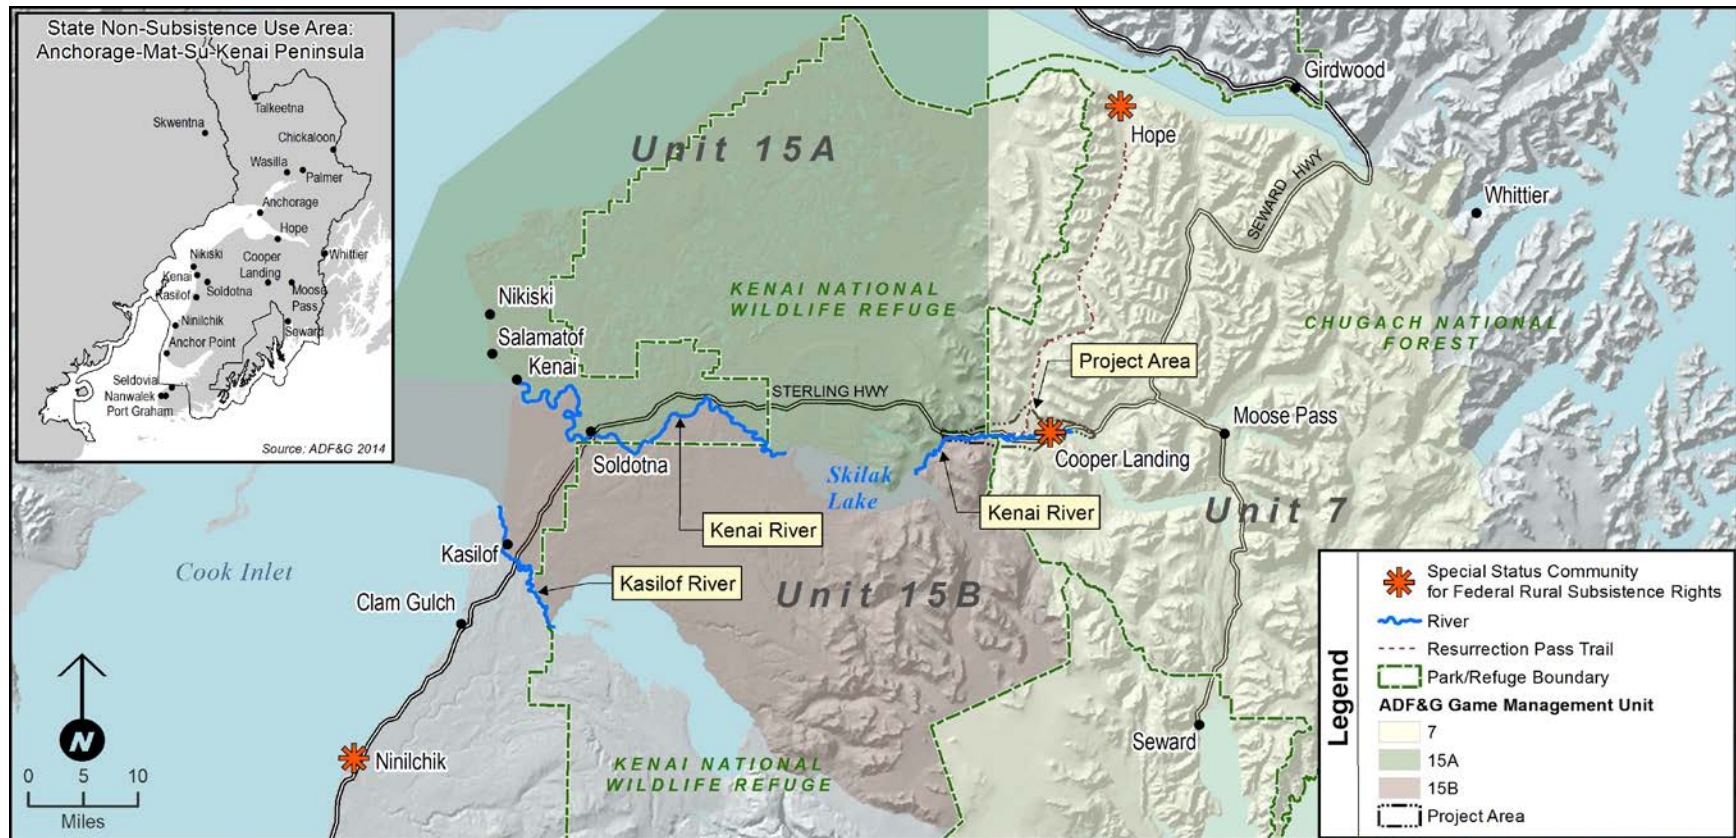 State Non-Subsistence Use Area:
Anchorage-Mat-Su-Kenai Peninsula
Talkeetna
Skwentna
Chickaloon
Wasilla
Palmer
Anchorage
Hope
Nikiski
Cooper
Landing
Whittier
Kenai
Soldotna
Moose
Pass
Kasilof
Ninilchik
Seward
Anchor Point
Seldovia
Nanwalek
Port Graham
Source: ADF&G 2014
Girdwood
Unit 15A
Hope
SEWARD HWY
Whittier
Nikiski
KENAI NATIONAL
WILDLIFE REFUGE
Salamatof
CHUGACH NATIONAL
FOREST
Kenai
Project Area
STERLING HWY
Moose Pass
Soldotna
Cooper Landing
Skilak
Lake
Unit 7
Kenai River
Kenai River
Kasilof
Cook Inlet
Kasilof River
Unit 15B
Clam Gulch
Seward
Ninilchik
KENAI NATIONAL
WILDLIFE REFUGE
N
0 5 10
Miles
Legend
Special Status Community
for Federal Rural Subsistence Rights
River
Resurrection Pass Trail
Park/Refuge Boundary
ADF&G Game Management Unit
7
15A
15B
Project Area